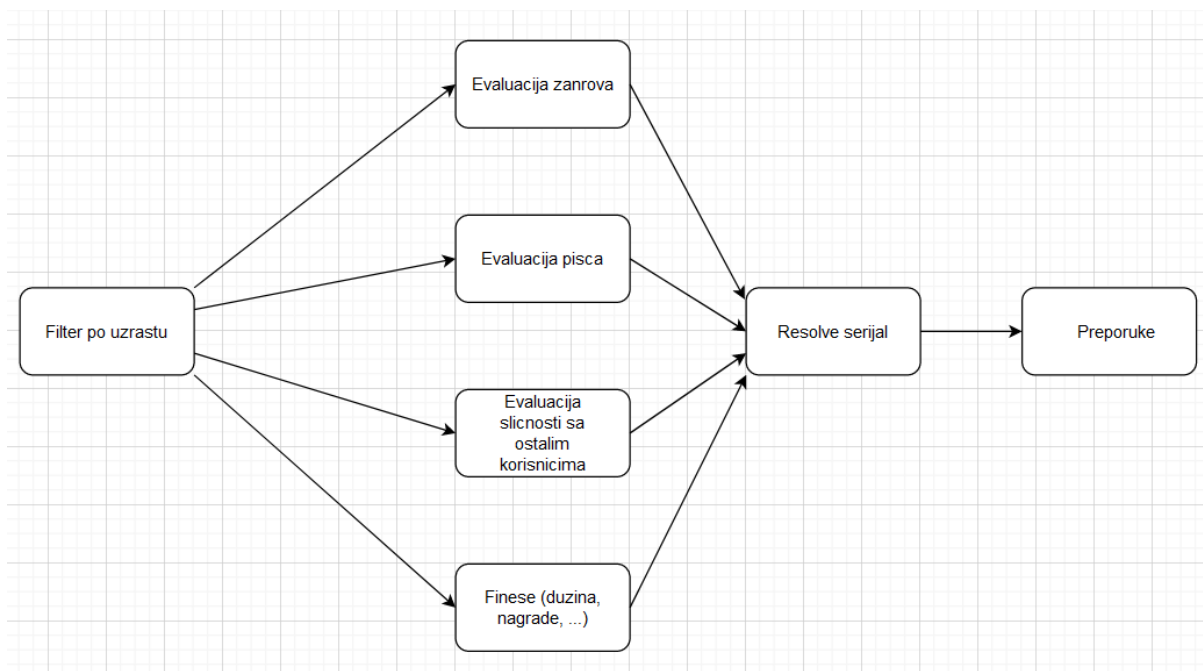 Filter po uzrastu
Evaluacija zanrova
Evaluacija pisca
Evaluacija
slicnosti sa
ostalim
korisnicima
Finese (duzina,
nagrade, ...)
Resolve serijal
Preporuke